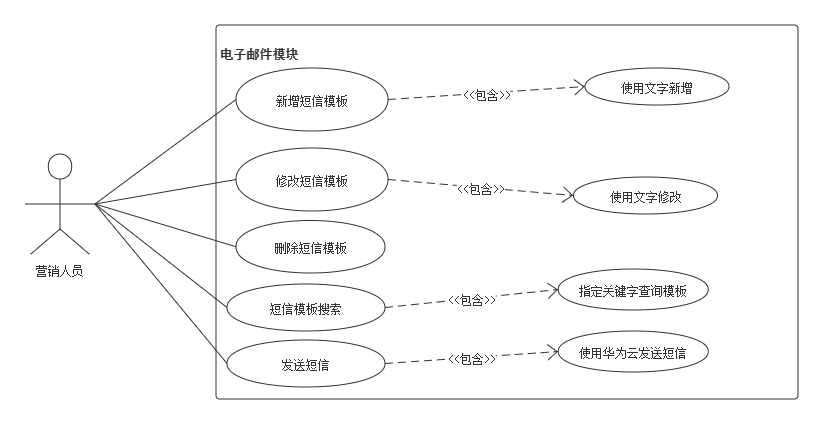 电子邮件模块
新增短信模板
<<包含>>
使用文字新增
修改短信模板
<<包含>>
使用文字修改
删除短信模板
营销人员
短信模板搜索
<<包含>>
指定关键字查询模板
发送短信
<<包含>>
使用华为云发送短信